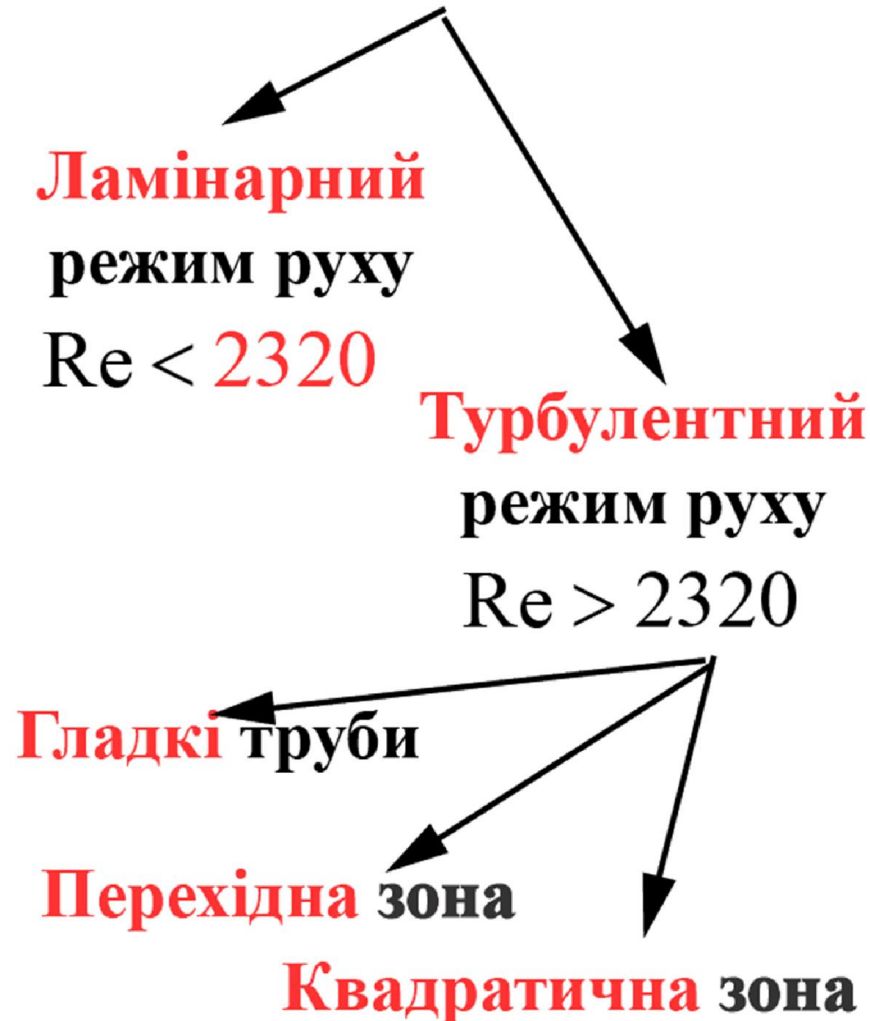 Ламінарний
режим руху
Re < 2320
Турбулентний
режим руху
Re > 2320
Гладкі труби
Перехідна зона
Квадратична зона